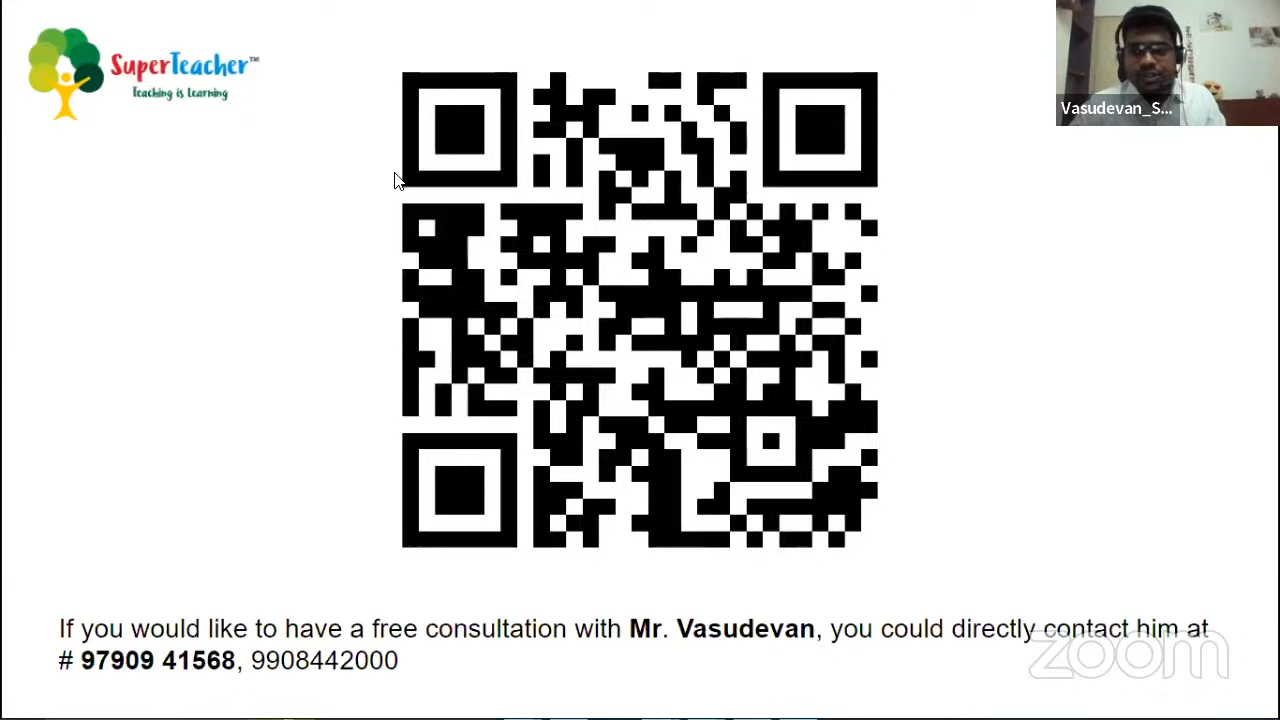 SuperTeacher™
Teaching is Learning
Vasudevan_S...
If you would like to have a free consultation with Mr. Vasudevan, you could directly contact him at
# 97909 41568, 9908442000
zoom